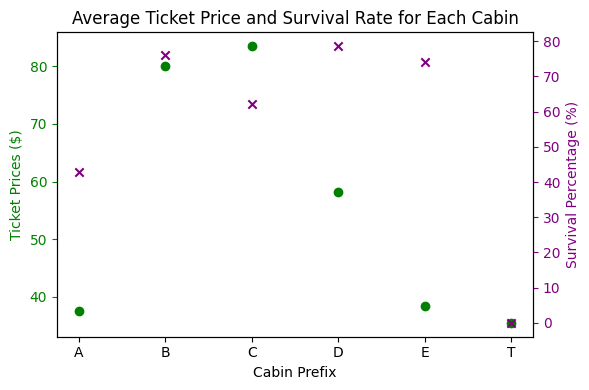 Average Ticket Price and Survival Rate for Each Cabin
Ticket Prices ($)
80
70
60
50
40
80
70
60
50
40
30
20
10
0
Survival Percentage (%)
A B C D E T
Cabin Prefix